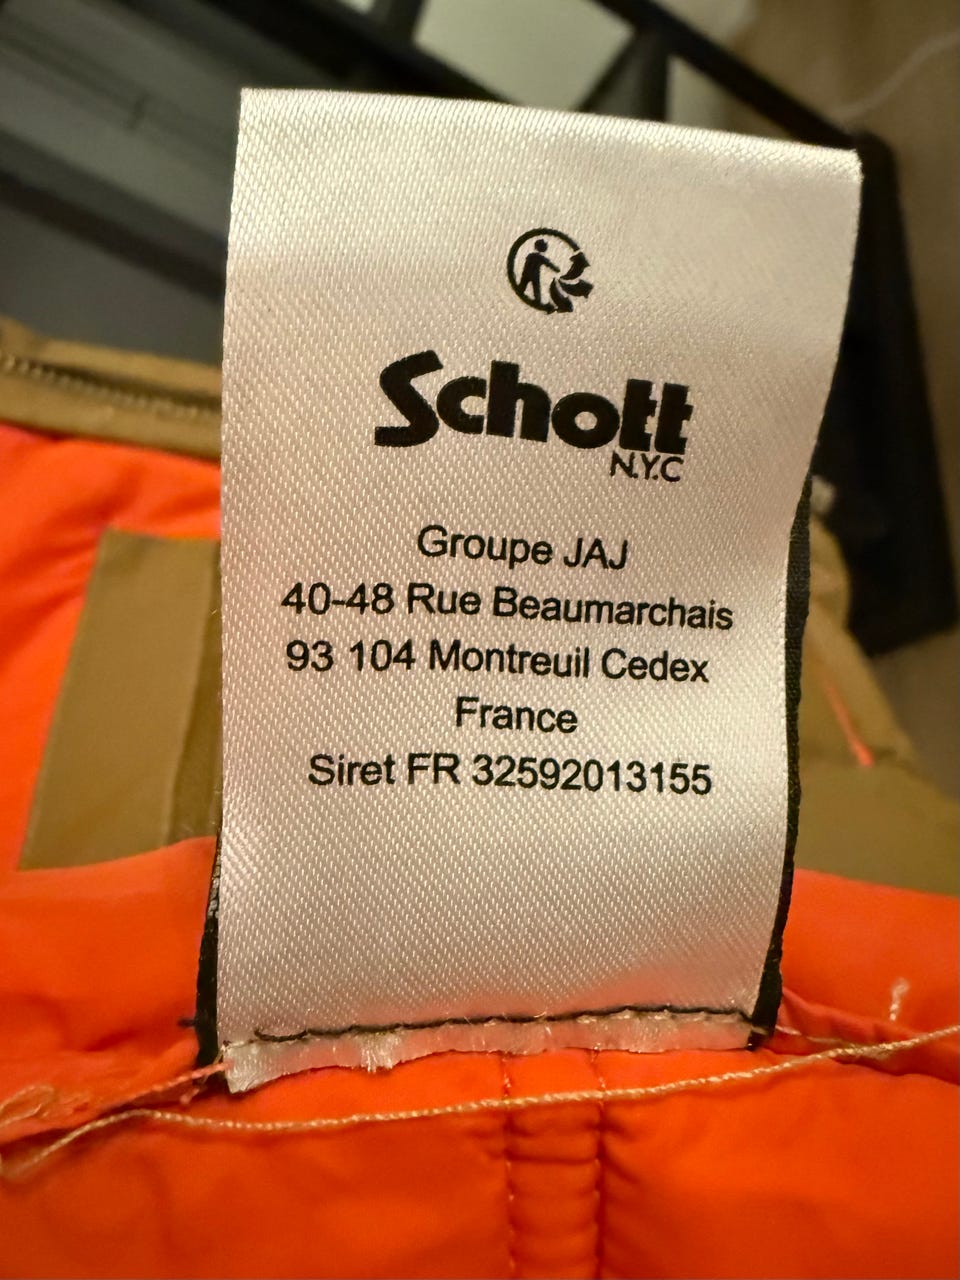 Schott
N.Y.C
Groupe JAJ
40-48 Rue Beaumarchais
93 104 Montreuil Cedex
France
Siret FR 32592013155